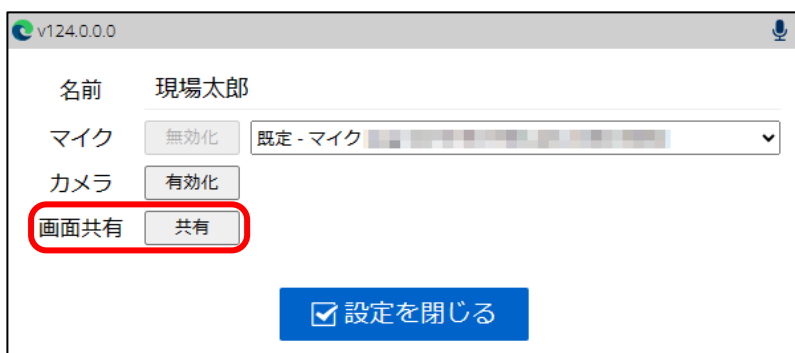 v124.0.0.0
名前 現場太郎
マイク 無効化 既定 - マイク
カメラ 有効化
画面共有 共有
設定を閉じる